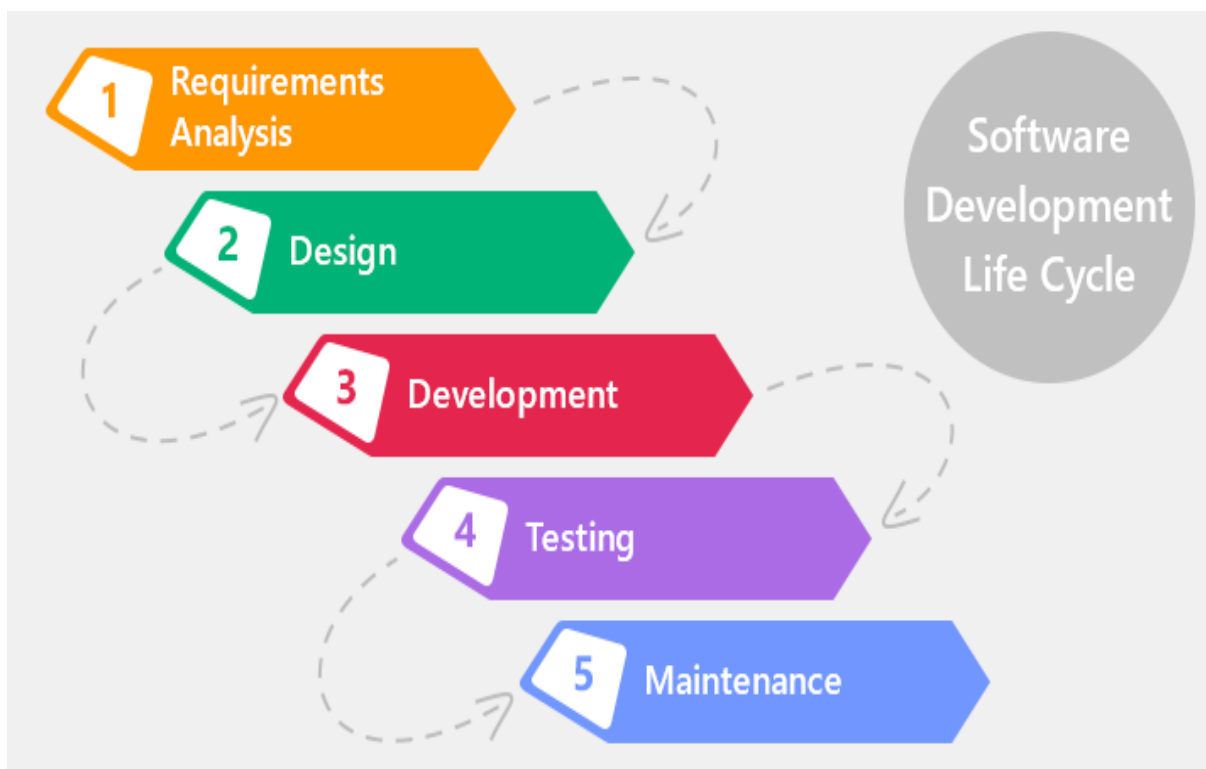 1
Requirements
Analysis
2
Design
3
Development
4
Testing
5
Maintenance
Software
Development
Life Cycle